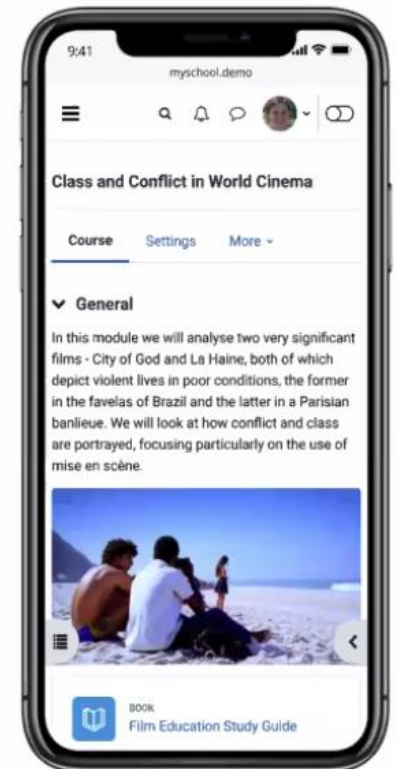 9:41
myschool.demo
Class and Conflict in World Cinema
Course Settings More
General
In this module we will analyse two very significant
films - City of God and La Haine, both of which
depict violent lives in poor conditions, the former
in the favelas of Brazil and the latter in a Parisian
banlieue. We will look at how conflict and class
are portrayed, focusing particularly on the use of
mise en scène.
BOOK
Film Education Study Guide